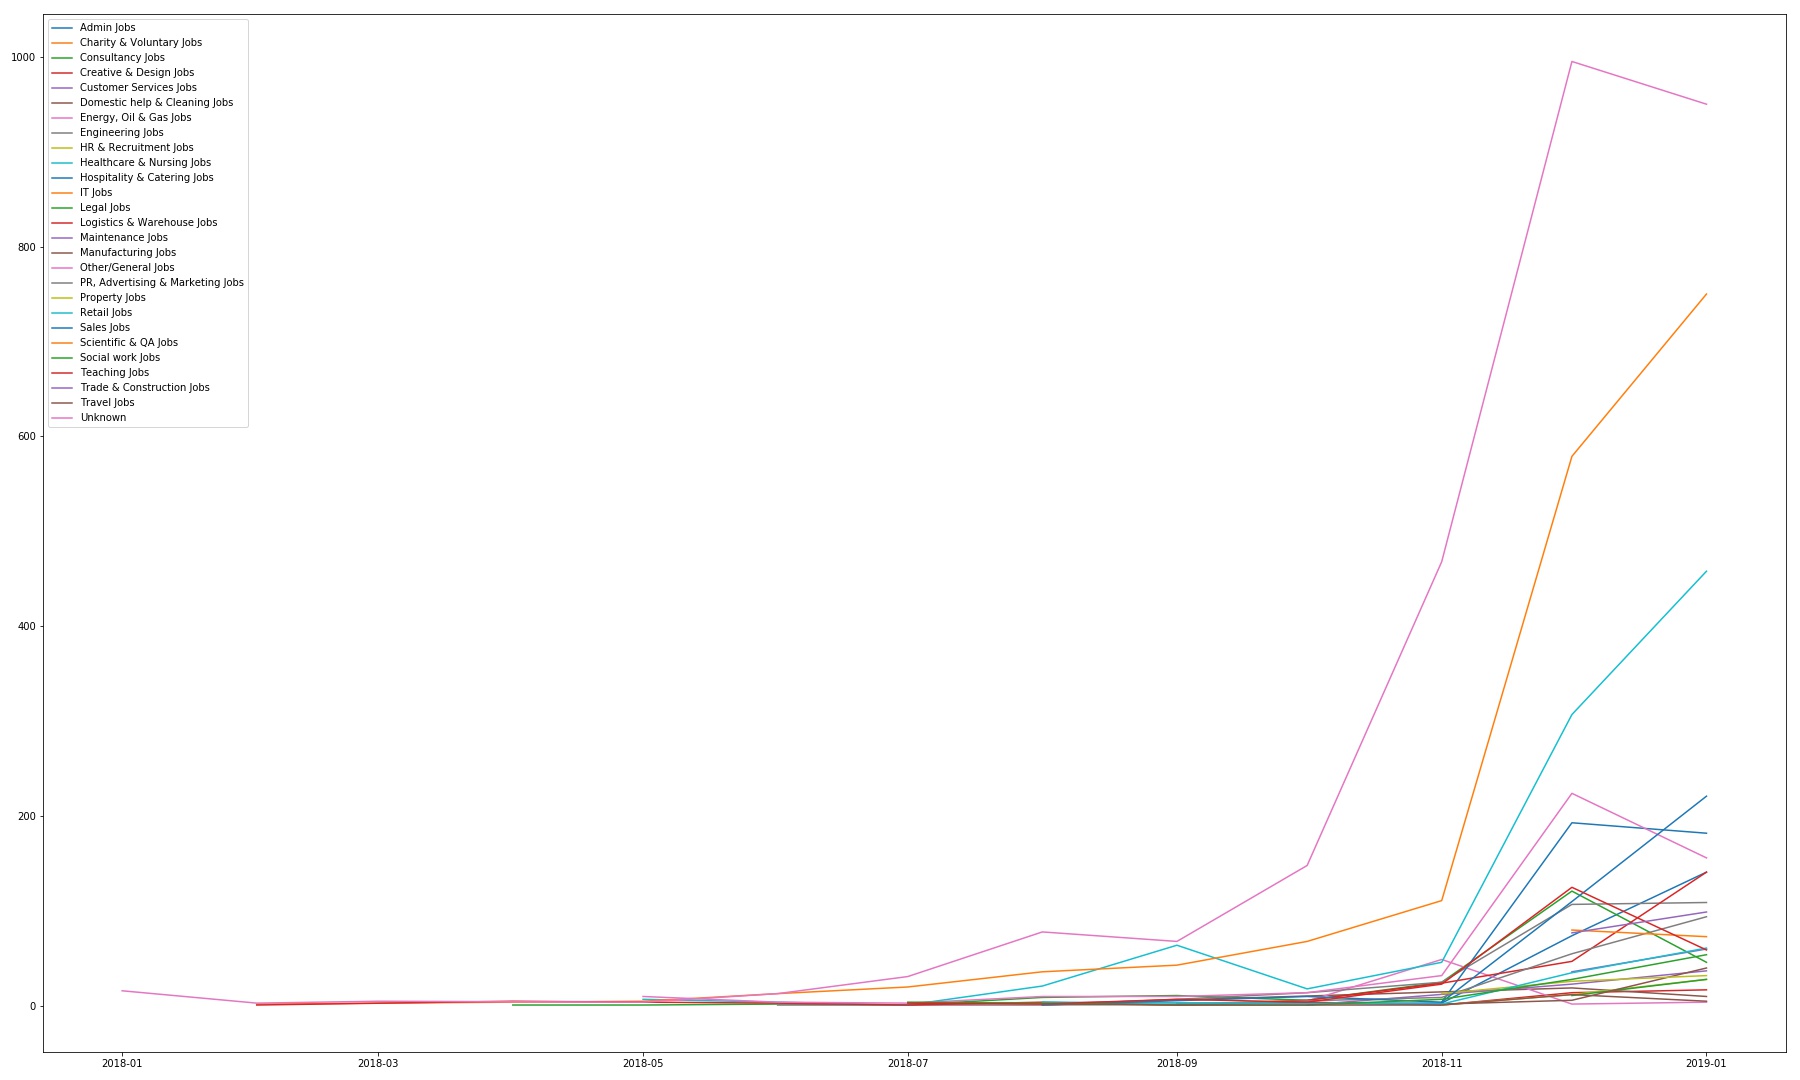 Admin Jobs
Charity & Voluntary Jobs
Consultancy Jobs
Creative & Design Jobs
Customer Services Jobs
Domestic help & Cleaning Jobs
Energy, Oil & Gas Jobs
Engineering Jobs
HR & Recruitment Jobs
Healthcare & Nursing Jobs
Hospitality & Catering Jobs
IT Jobs
Legal Jobs
Logistics & Warehouse Jobs
Maintenance Jobs
Manufacturing Jobs
Other/General Jobs
PR, Advertising & Marketing Jobs
Property Jobs
Retail Jobs
Sales Jobs
Scientific & QA Jobs
Social work Jobs
Teaching Jobs
Trade & Construction Jobs
Travel Jobs
Unknown
1000
800
600
400
200
0
2018-01 2018-03 2018-05 2018-07 2018-09 2018-11 2019-01